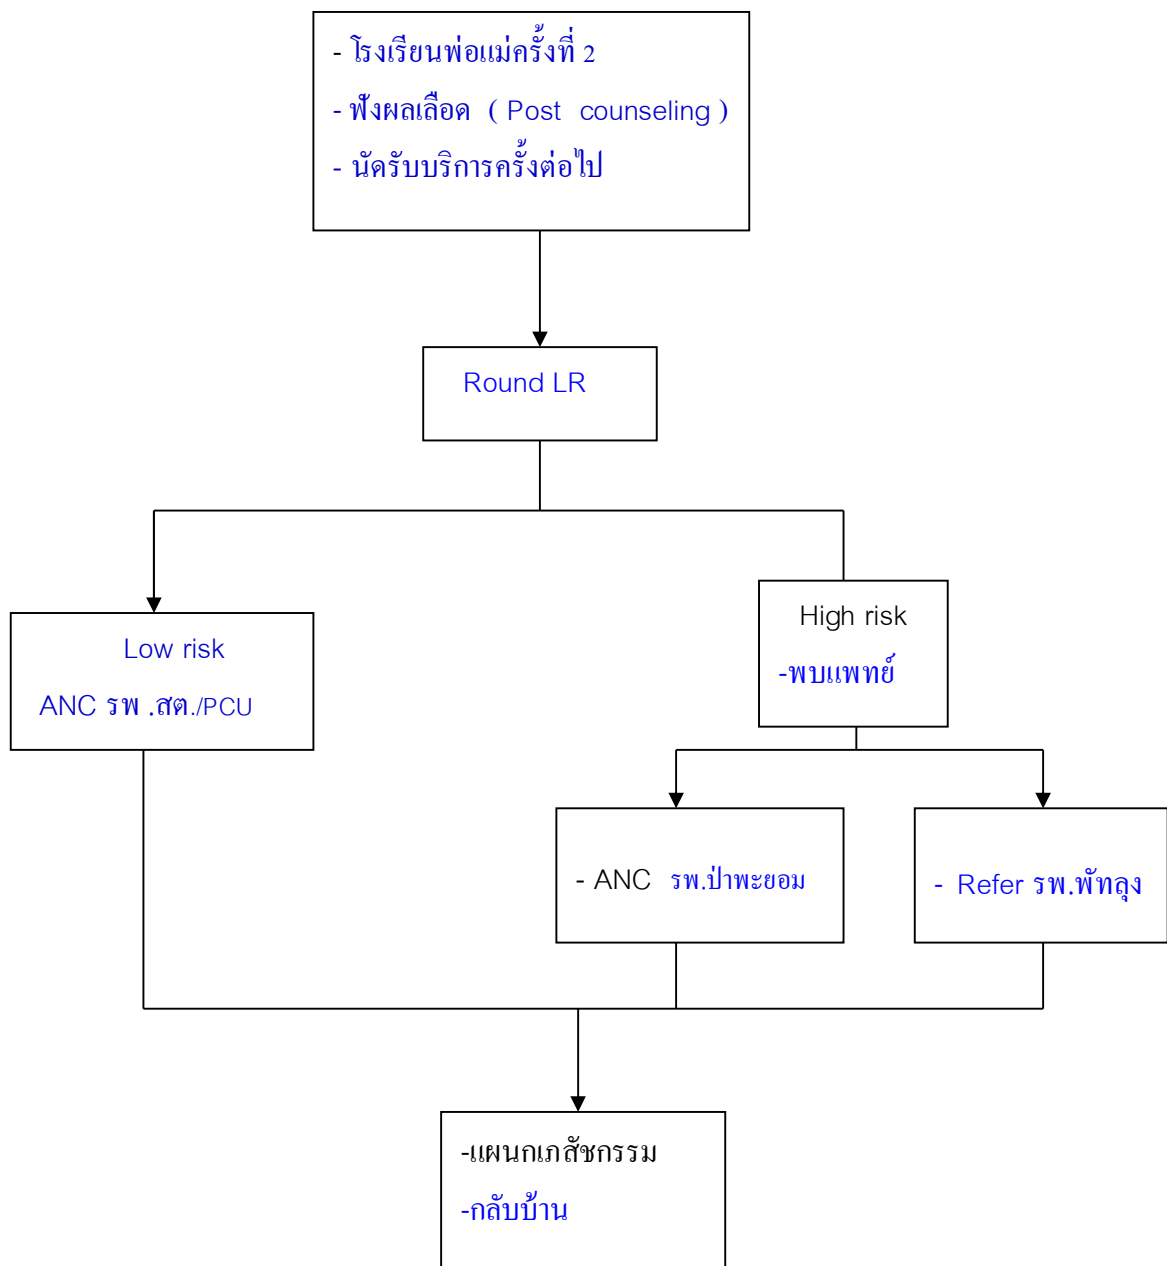 - โรงเรียนพ่อแม่ครั้งที่ 2
- ฟังผลเลือด ( Post counseling )
- นัดรับบริการครั้งต่อไป
Round LR
Low risk
ANC รพ .สต./PCU
High risk
-พบแพทย์
- ANC รพ.ป่าพะยอม
- Refer รพ.พัทลุง
-แผนกเภสัชกรรม
-กลับบ้าน